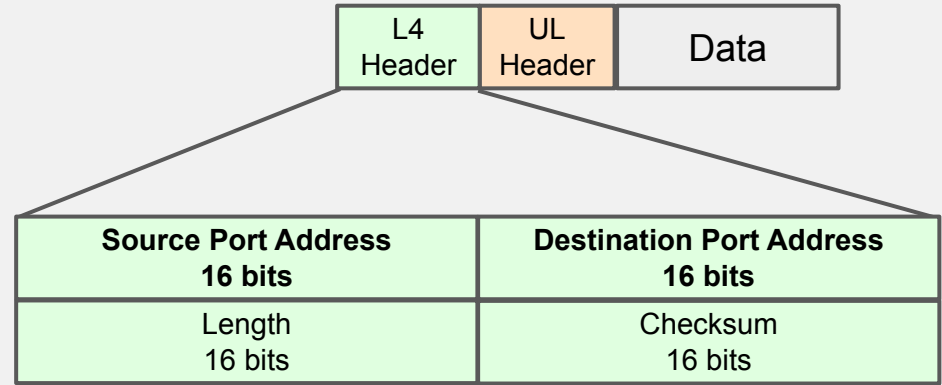 L4
Header
UL
Header
Data
Source Port Address
16 bits
Destination Port Address
16 bits
Length
16 bits
Checksum
16 bits